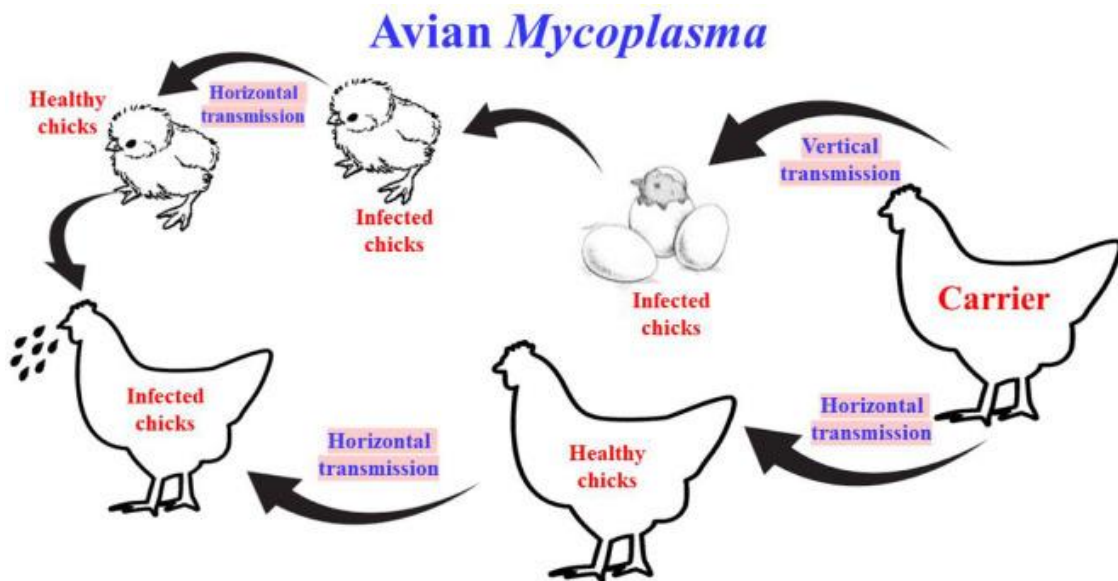 Avian Mycoplasma
Healthy
chicks
Horizontal
transmission
Infected
chicks
Vertical
transmission
Infected
chicks
Carrier
Infected
chicks
Horizontal
transmission
Healthy
chicks
Horizontal
transmission